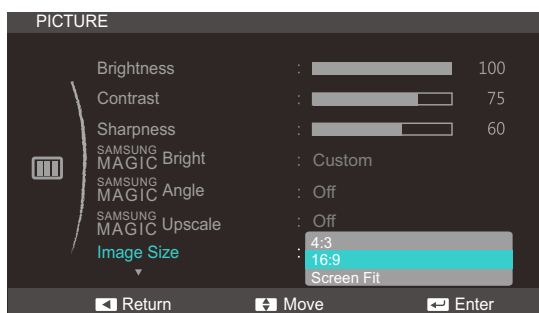 PICTURE
Brightness : 100
Contrast : 75
Sharpness : 60
SAMSUNG MAGIC Bright : Custom
SAMSUNG MAGIC Angle : Off
SAMSUNG MAGIC Upscale : Off
Image Size : 4:3
16:9
Screen Fit
Return Move Enter